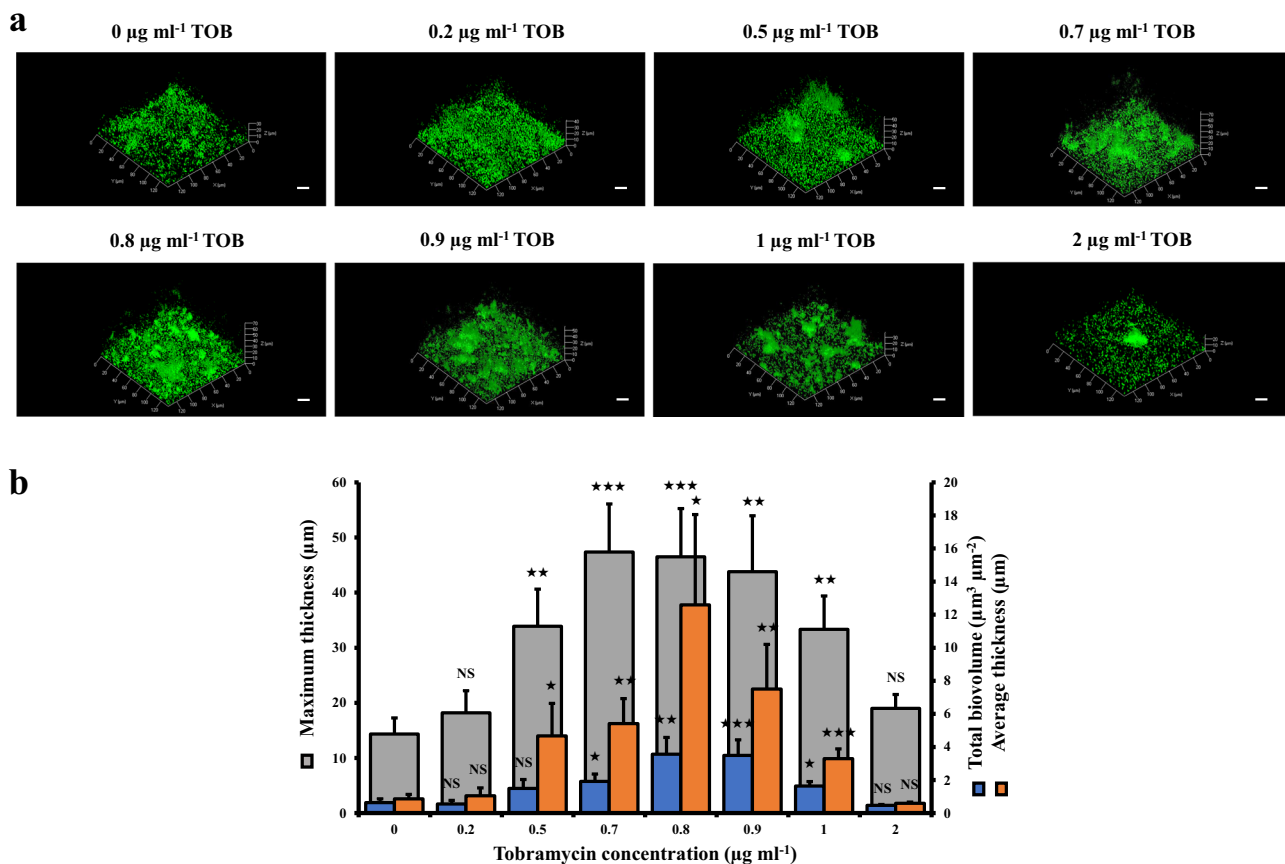 a
0 µg ml-1 TOB
0.2 µg ml-1 TOB
0.5 µg ml-1 TOB
0.7 µg ml-1 TOB
0.8 µg ml-1 TOB
0.9 µg ml-1 TOB
1 µg ml-1 TOB
2 µg ml-1 TOB
b
Maximum thickness (µm)
60
50
40
30
20
10
0
20
18
16
14
12
10
8
6
4
2
0
Total biovolume (µm³ µm-2)
Average thickness (µm)
NS
NS
NS
★★
NS
★
★★★
★
★★
★★★
★★
★
★★
★★★
★★
★★
★
★★★
NS
NS
NS
0 0.2 0.5 0.7 0.8 0.9 1 2
Tobramycin concentration (µg ml-1)